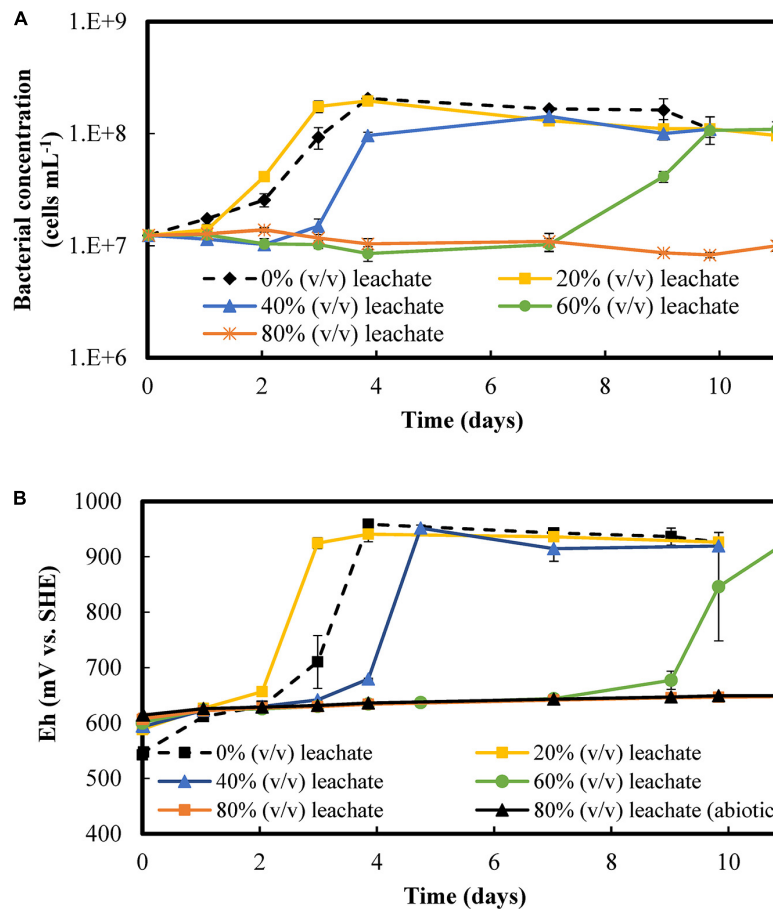 A
1.E+9
1.E+8
1.E+7
1.E+6
Bacterial concentration
(cells mL-1)
0% (v/v) leachate
20% (v/v) leachate
40% (v/v) leachate
60% (v/v) leachate
80% (v/v) leachate
0 2 4 6 8 10
Time (days)
B
1000
900
800
700
600
500
400
Eh (mV vs. SHE)
0% (v/v) leachate
20% (v/v) leachate
40% (v/v) leachate
60% (v/v) leachate
80% (v/v) leachate
80% (v/v) leachate (abiotic
0 2 4 6 8 10
Time (days)